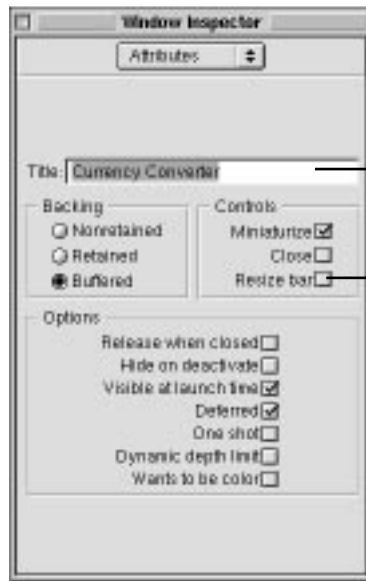 Window Inspector
Attributes
Title: Currency Converter
Backing
Nonretained
Retained
Buffered
Controls
Miniaturize
Close
Resize bar
Options
Release when closed
Hide on deactivate
Visible at launch time
Deferred
One shot
Dynamic depth limit
Wants to be color